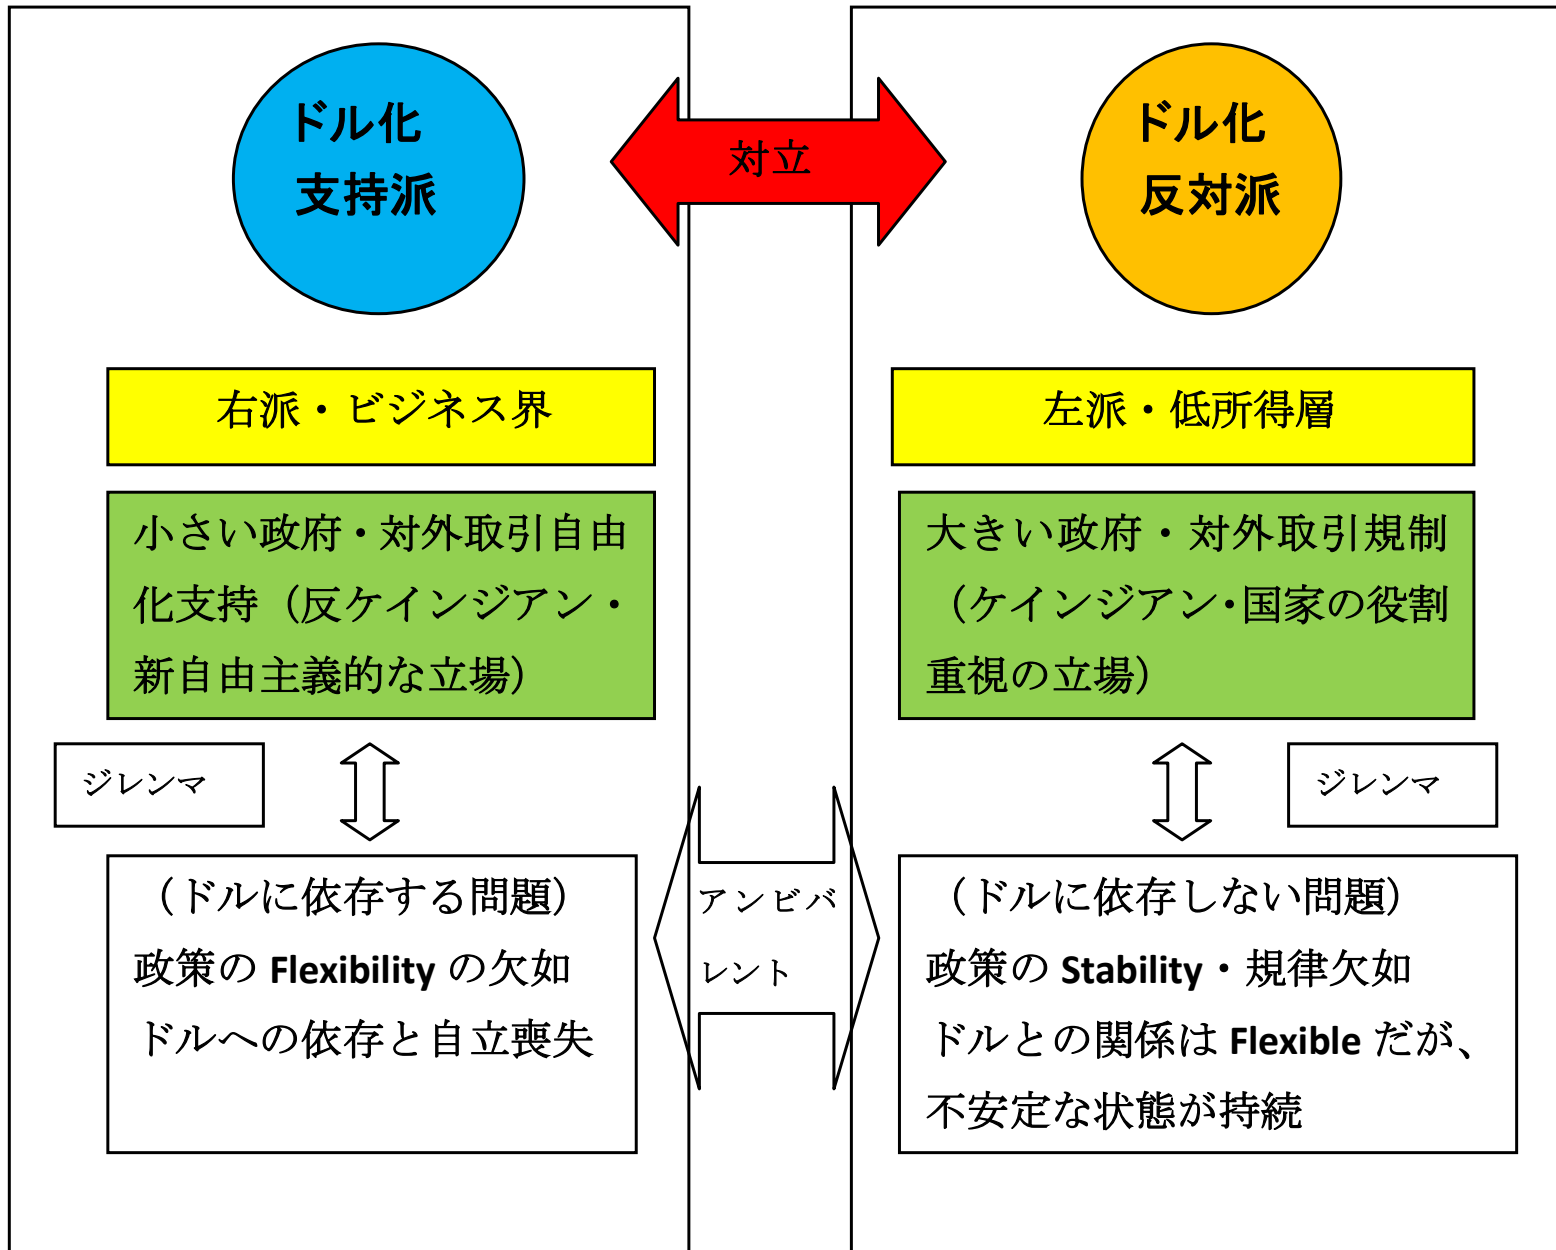 ドル化
支持派
対立
ドル化
反対派
右派・ビジネス界
小さい政府・対外取引自由
化支持（反ケインジアン・
新自由主義的な立場）
ジレンマ
（ドルに依存する問題）
政策の Flexibility の欠如
ドルへの依存と自立喪失
アンビバ
レント
左派・低所得層
大きい政府・対外取引規制
（ケインジアン・国家の役割
重視の立場）
ジレンマ
（ドルに依存しない問題）
政策の Stability・規律欠如
ドルとの関係は Flexible だが、
不安定な状態が持続